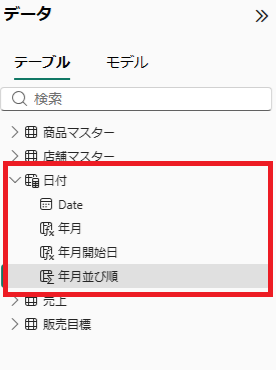 データ
テーブル モデル
検索
商品マスター
店舗マスター
日付
Date
年月
年月開始日
年月並び順
売上
販売目標